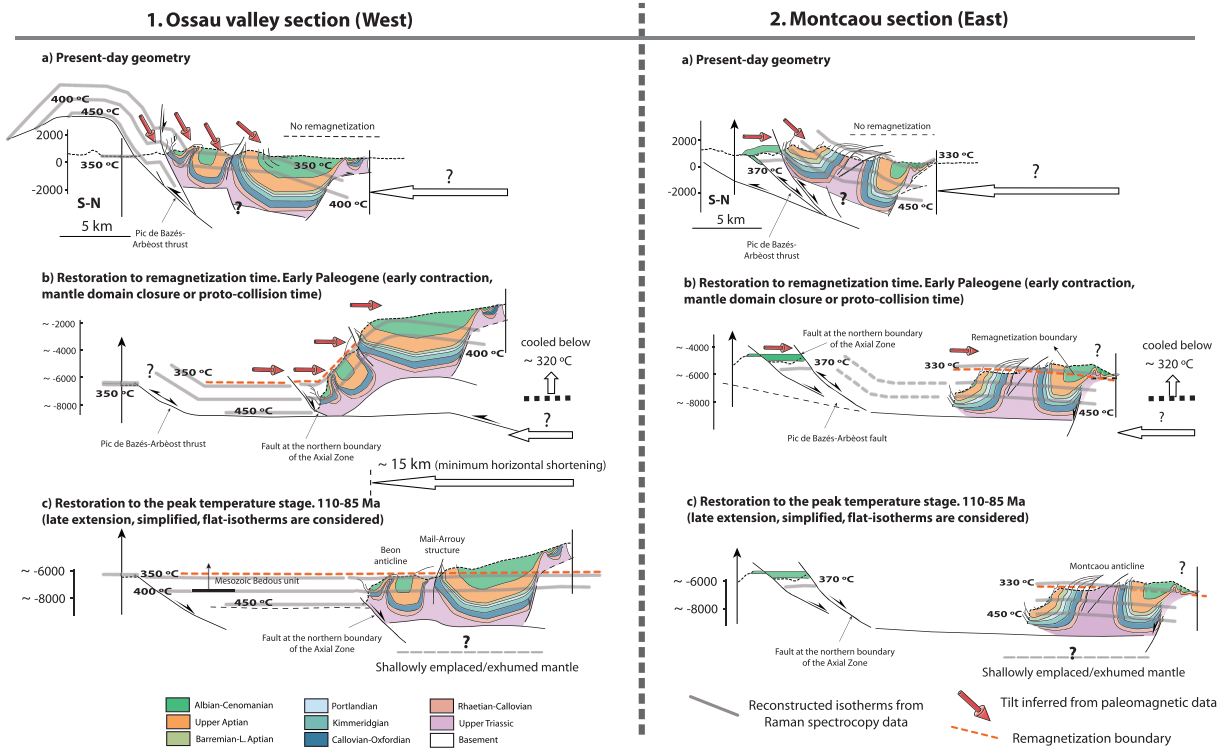 1. Ossau valley section (West)
a) Present-day geometry
400 ºC
450 ºC
2000
0
-2000
350 ºC
No remagnetization
350 ºC
400 ºC
?
?
S-N
5 km
Pic de Bazés-
Arbèost thrust
b) Restoration to remagnetization time. Early Paleogene (early contraction,
mantle domain closure or proto-collision time)
~ -2000
~ -4000
~ -6000
~ -8000
?
350 ºC
350 ºC
450 ºC
400 ºC
cooled below
~ 320 ºC
?
Pic de Bazés-Arbèost thrust
Fault at the northern boundary
of the Axial Zone
~ 15 km (minimum horizontal shortening)
c) Restoration to the peak temperature stage. 110-85 Ma
(late extension, simplified, flat-isotherms are considered)
Beon
anticline
Mail-Arrouy
structure
~ -6000
~ -8000
350 ºC
Mesozoic Bedous unit
400 ºC
450 ºC
Fault at the northern boundary
of the Axial Zone
?
Shallowly emplaced/exhumed mantle
2. Montcaou section (East)
a) Present-day geometry
No remagnetization
2000
0
-2000
330 ºC
370 ºC
450 ºC
?
?
S-N
5 km
Pic de Bazés-
Arbèost thrust
b) Restoration to remagnetization time. Early Paleogene (early contraction,
mantle domain closure or proto-collision time)
Fault at the northern boundary
of the Axial Zone
Remagnetization boundary
~ -4000
~ -6000
~ -8000
370 ºC
330 ºC
450 ºC
?
cooled below
~ 320 ºC
?
Pic de Bazés-Arbèost fault
c) Restoration to the peak temperature stage. 110-85 Ma
(late extension, simplified, flat-isotherms are considered)
~ -6000
~ -8000
370 ºC
330 ºC
450 ºC
Montcaou anticline
?
Fault at the northern boundary
of the Axial Zone
?
Shallowly emplaced/exhumed mantle
Albian-Cenomanian
Upper Aptian
Barremian-L. Aptian
Portlandian
Kimmeridgian
Callovian-Oxfordian
Rhaetian-Callovian
Upper Triassic
Basement
Reconstructed isotherms from
Raman spectrocopy data
Tilt inferred from paleomagnetic data
Remagnetization boundary